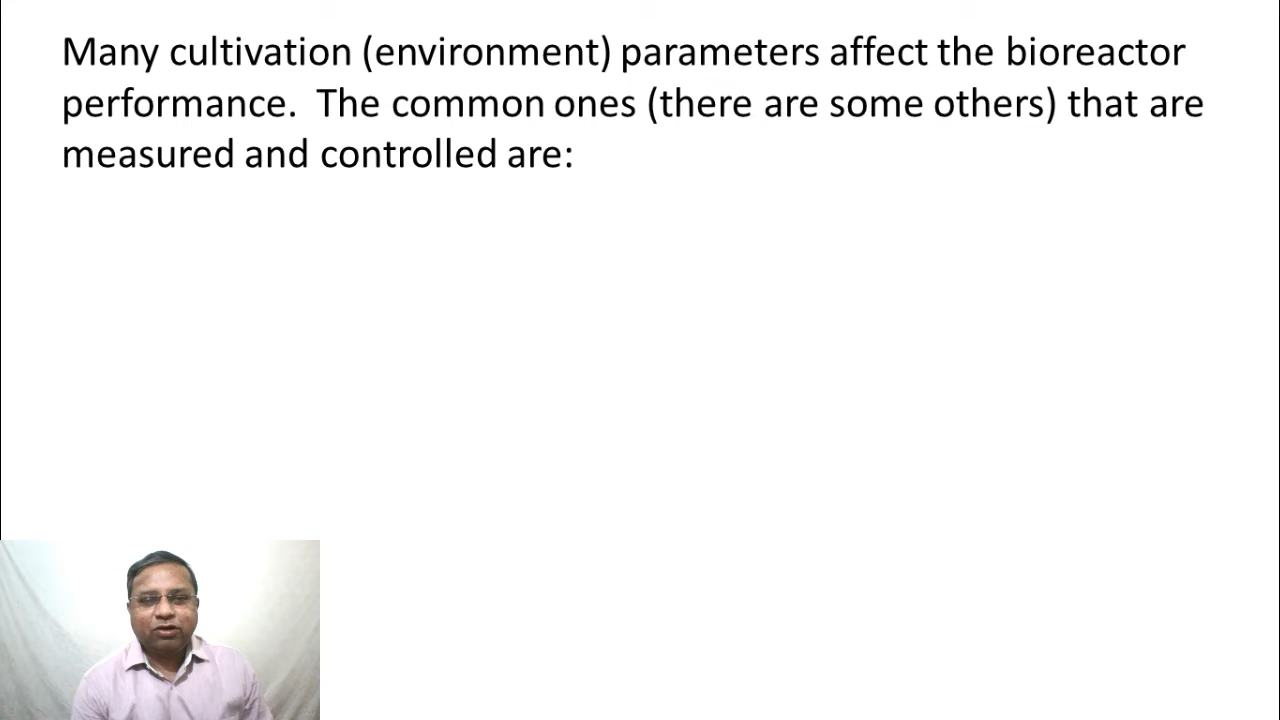 Many cultivation (environment) parameters affect the bioreactor
performance.  The common ones (there are some others) that are
measured and controlled are: